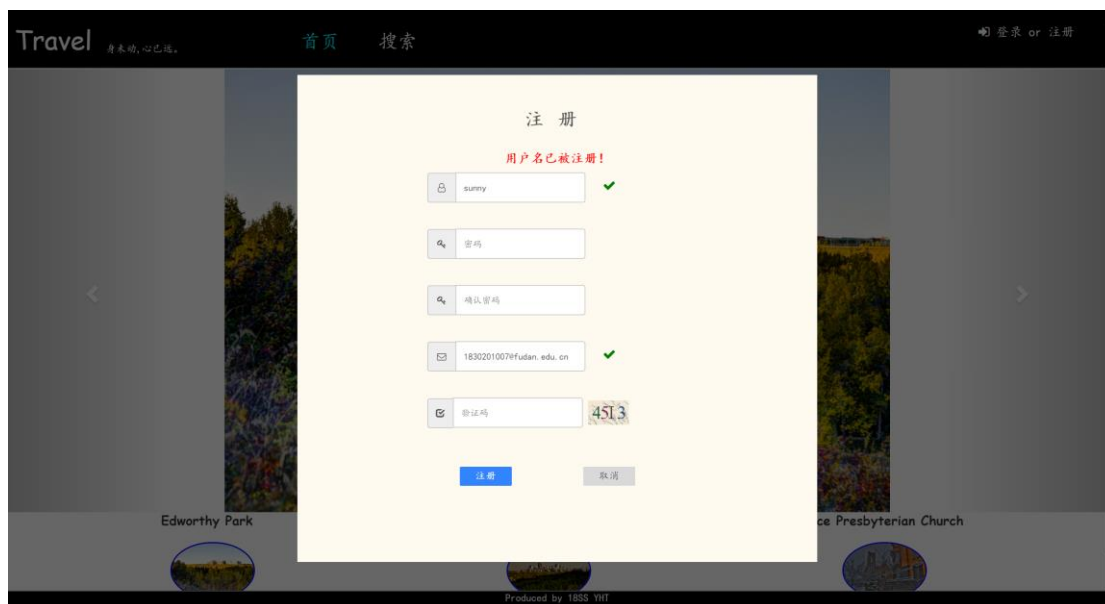 Travel 身未动,心已远。 首页 搜索 登录 or 注册
注 册
用户名已被注册!
sunny
密码
确认密码
1830201007@fudan.edu.cn
验证码
取消
注册
Edworthy Park
ce Presbyterian Church
Produced by 18SS YHT